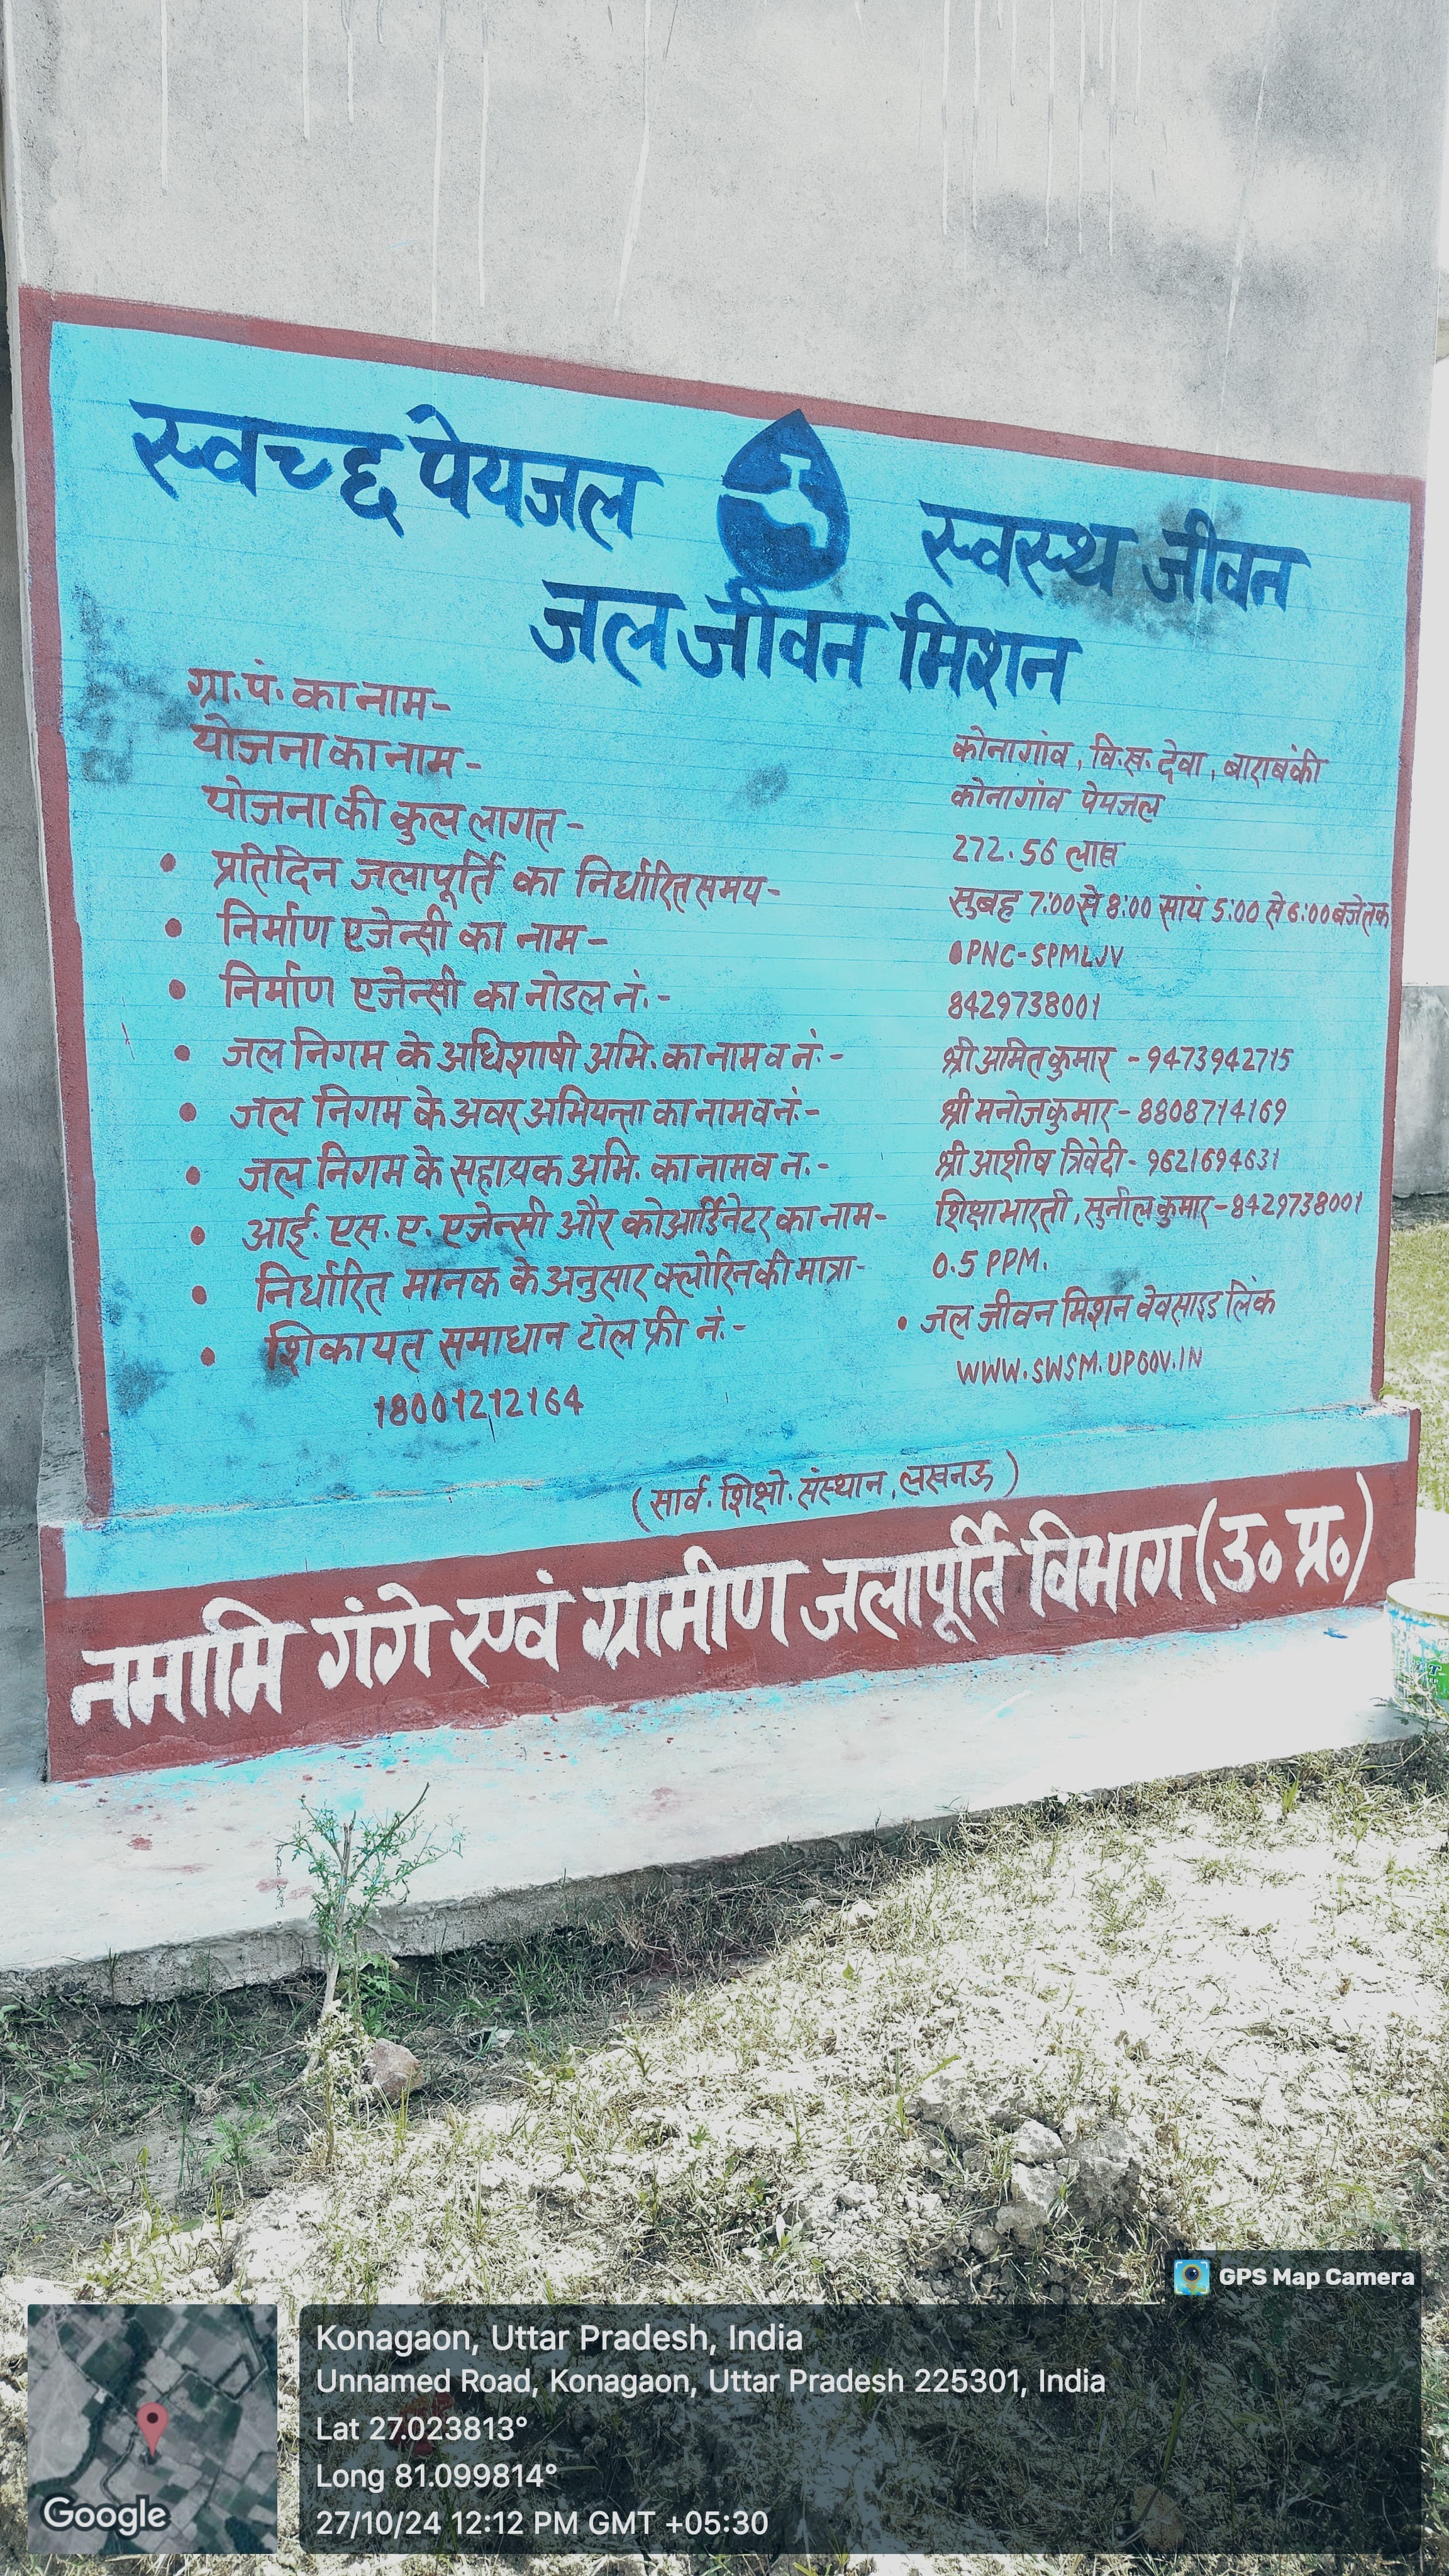 स्वच्छ पेयजल स्वस्थ जीवन
जल जीवन मिशन
ग्रा.पं. का नाम- कोनागांव, वि.ख. देवा, बाराबंकी
योजना का नाम- कोनागांव पेयजल
योजना की कुल लागत- 272.56 लाख
• प्रतिदिन जलापूर्ति का निर्धारित समय- सुबह 7:00 से 8:00 सायं 5:00 से 6:00 बजे तक
• निर्माण एजेन्सी का नाम- PNC-SPMLJV
• निर्माण एजेन्सी का नोडल नं.- 8429738001
• जल निगम के अधिशाषी अभि. का नाम व नं.- श्री अमित कुमार - 9473942715
• जल निगम के अवर अभियन्ता का नाम व नं.- श्री मनोज कुमार - 8808714169
• जल निगम के सहायक अभि. का नाम व न.- श्री आशीष त्रिवेदी - 9621694631
• आई. एस. ए. एजेन्सी और कोआर्डिनेटर का नाम- शिक्षा भारती, सुनील कुमार - 8429738001
• निर्धारित मानक के अनुसार क्लोरिन की मात्रा- 0.5 PPM.
• शिकायत समाधान टोल फ्री नं.- • जल जीवन मिशन वेवसाइड लिंक
18001212164 WWW.SWSM.UPGOV.IN
(सार्व. शिक्षो. संस्थान, लखनऊ)
नमामि गंगे एवं ग्रामीण जलापूर्ति विभाग (उ० प्र०)
GPS Map Camera
Konagaon, Uttar Pradesh, India
Unnamed Road, Konagaon, Uttar Pradesh 225301, India
Lat 27.023813°
Long 81.099814°
27/10/24 12:12 PM GMT +05:30
Google